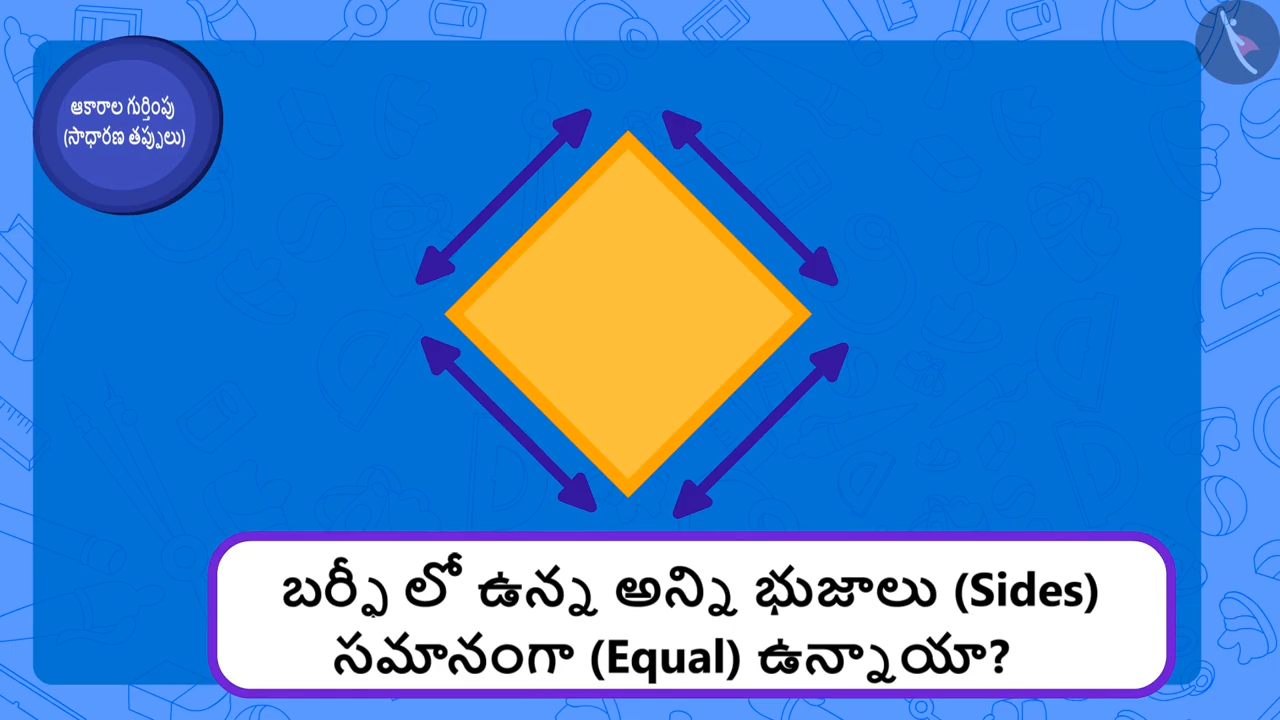 ఆకారాల గుర్తింపు
(సాధారణ తప్పులు)
బర్ఫీ లో ఉన్న అన్ని భుజాలు (Sides)
సమానంగా (Equal) ఉన్నాయా?